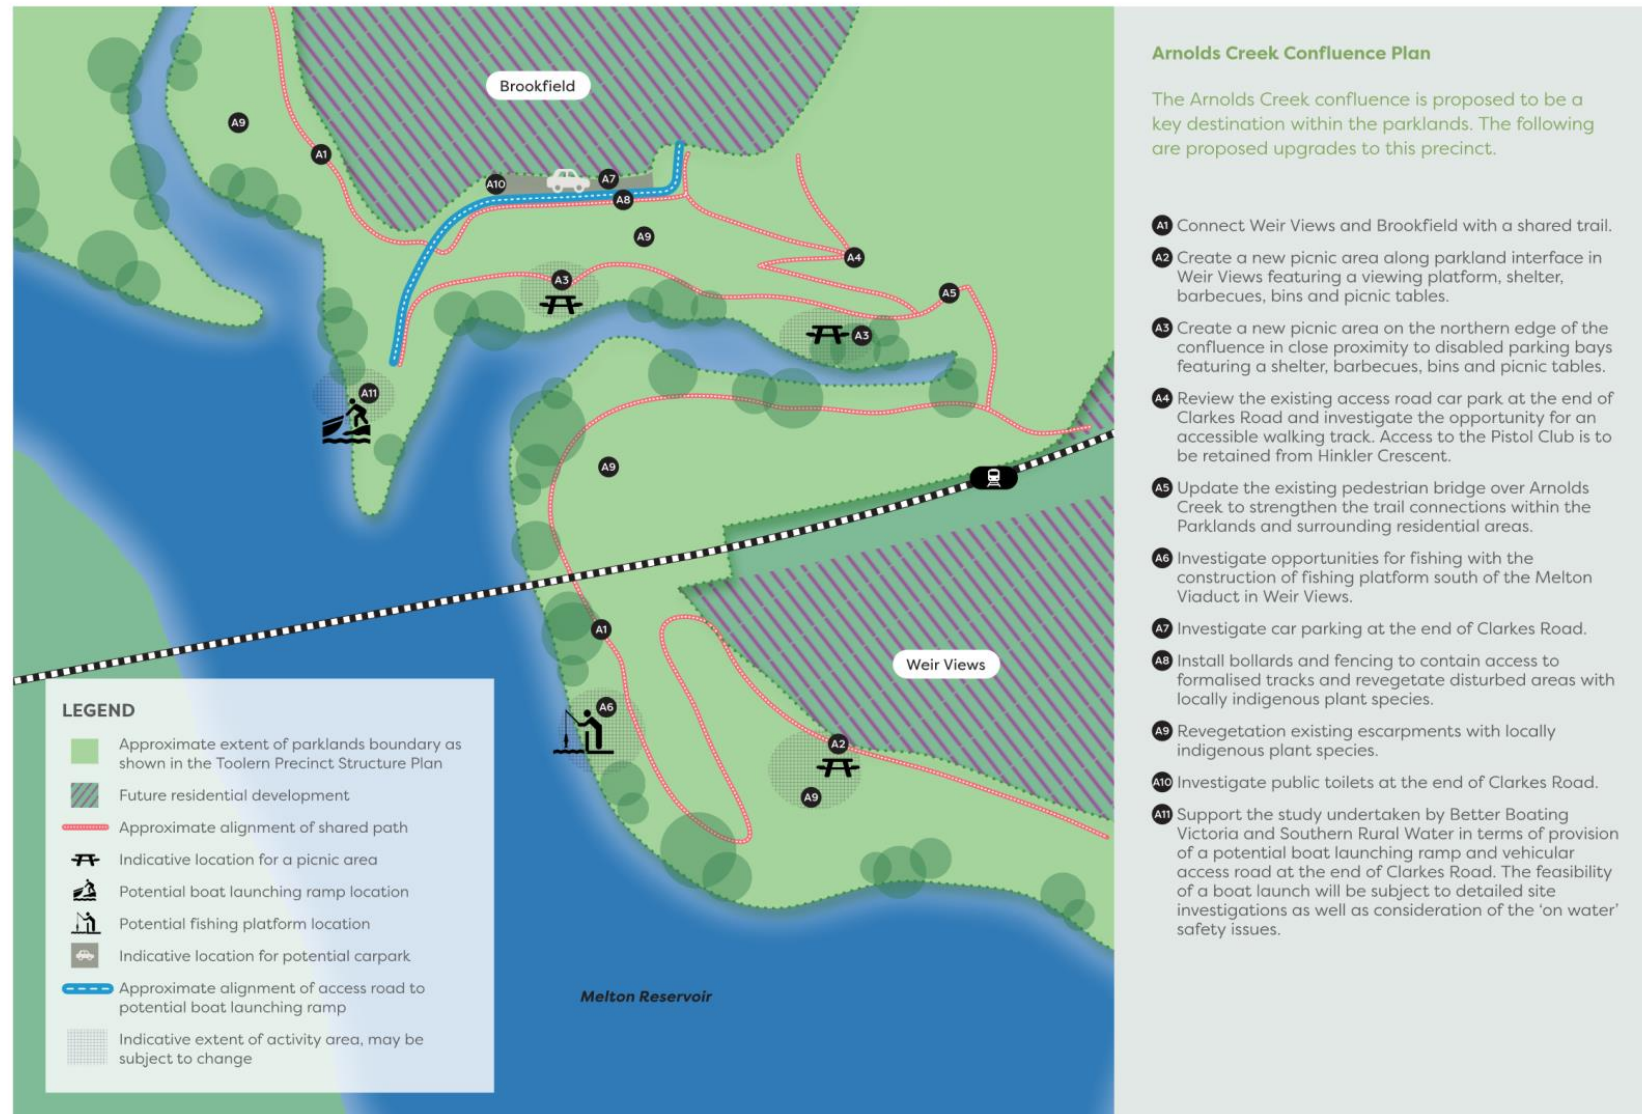 Brookfield
A9
A1
A10
A7
A8
A9
A4
A3
A5
A3
A11
A9
A1
Weir Views
A6
A2
A9
Melton Reservoir
LEGEND
Approximate extent of parklands boundary as
shown in the Toolern Precinct Structure Plan
Future residential development
Approximate alignment of shared path
Indicative location for a picnic area
Potential boat launching ramp location
Potential fishing platform location
Indicative location for potential carpark
Approximate alignment of access road to
potential boat launching ramp
Indicative extent of activity area, may be
subject to change
Arnolds Creek Confluence Plan
The Arnolds Creek confluence is proposed to be a
key destination within the parklands. The following
are proposed upgrades to this precinct.
A1 Connect Weir Views and Brookfield with a shared trail.
A2 Create a new picnic area along parkland interface in
Weir Views featuring a viewing platform, shelter,
barbecues, bins and picnic tables.
A3 Create a new picnic area on the northern edge of the
confluence in close proximity to disabled parking bays
featuring a shelter, barbecues, bins and picnic tables.
A4 Review the existing access road car park at the end of
Clarkes Road and investigate the opportunity for an
accessible walking track. Access to the Pistol Club is to
be retained from Hinkler Crescent.
A5 Update the existing pedestrian bridge over Arnolds
Creek to strengthen the trail connections within the
Parklands and surrounding residential areas.
A6 Investigate opportunities for fishing with the
construction of fishing platform south of the Melton
Viaduct in Weir Views.
A7 Investigate car parking at the end of Clarkes Road.
A8 Install bollards and fencing to contain access to
formalised tracks and revegetate disturbed areas with
locally indigenous plant species.
A9 Revegetation existing escarpments with locally
indigenous plant species.
A10 Investigate public toilets at the end of Clarkes Road.
A11 Support the study undertaken by Better Boating
Victoria and Southern Rural Water in terms of provision
of a potential boat launching ramp and vehicular
access road at the end of Clarkes Road. The feasibility
of a boat launch will be subject to detailed site
investigations as well as consideration of the ‘on water’
safety issues.